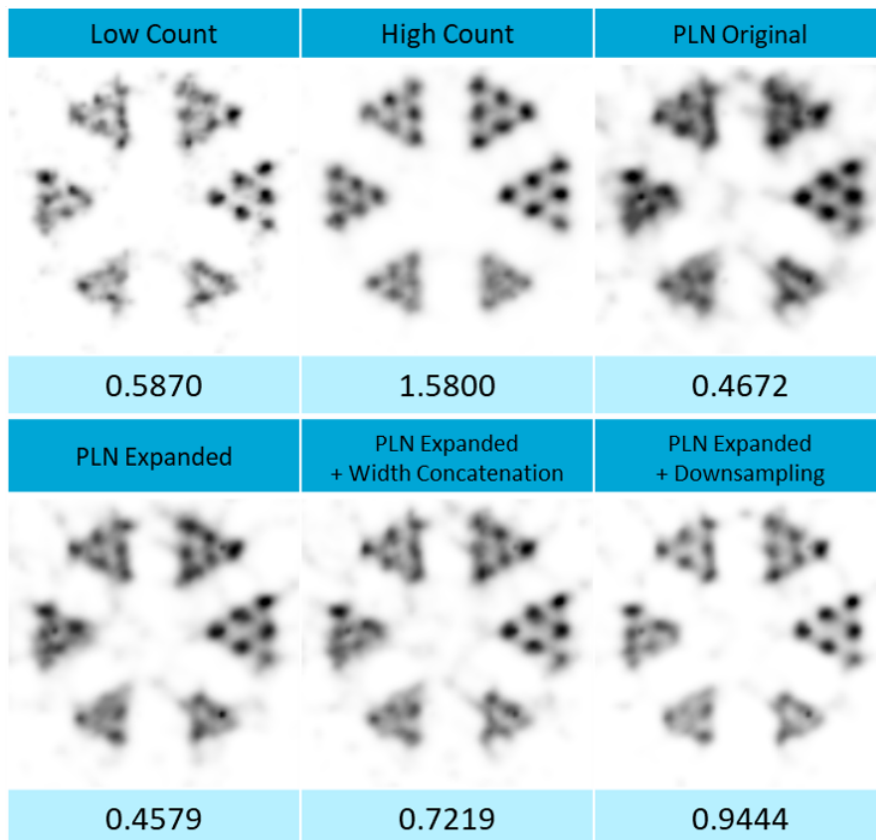 Low Count
High Count
PLN Original
0.5870
1.5800
0.4672
PLN Expanded
PLN Expanded
+ Width Concatenation
PLN Expanded
+ Downsampling
0.4579
0.7219
0.9444